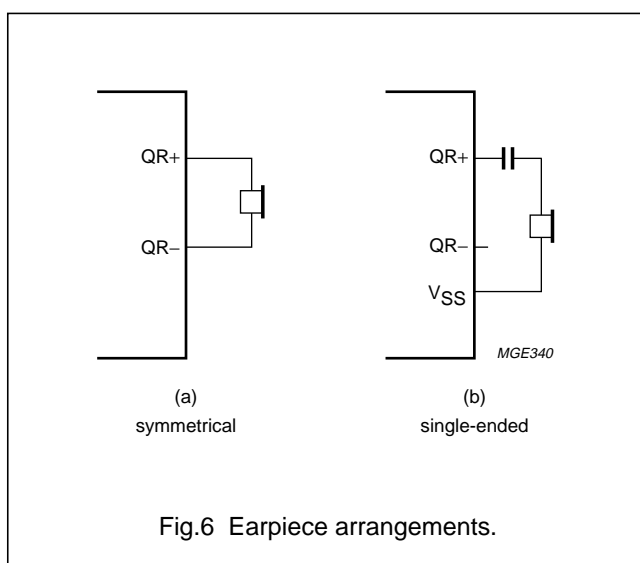 QR+
QR−
(a)
symmetrical
QR+
QR−
VSS
MGE340
(b)
single-ended
Fig.6 Earpiece arrangements.